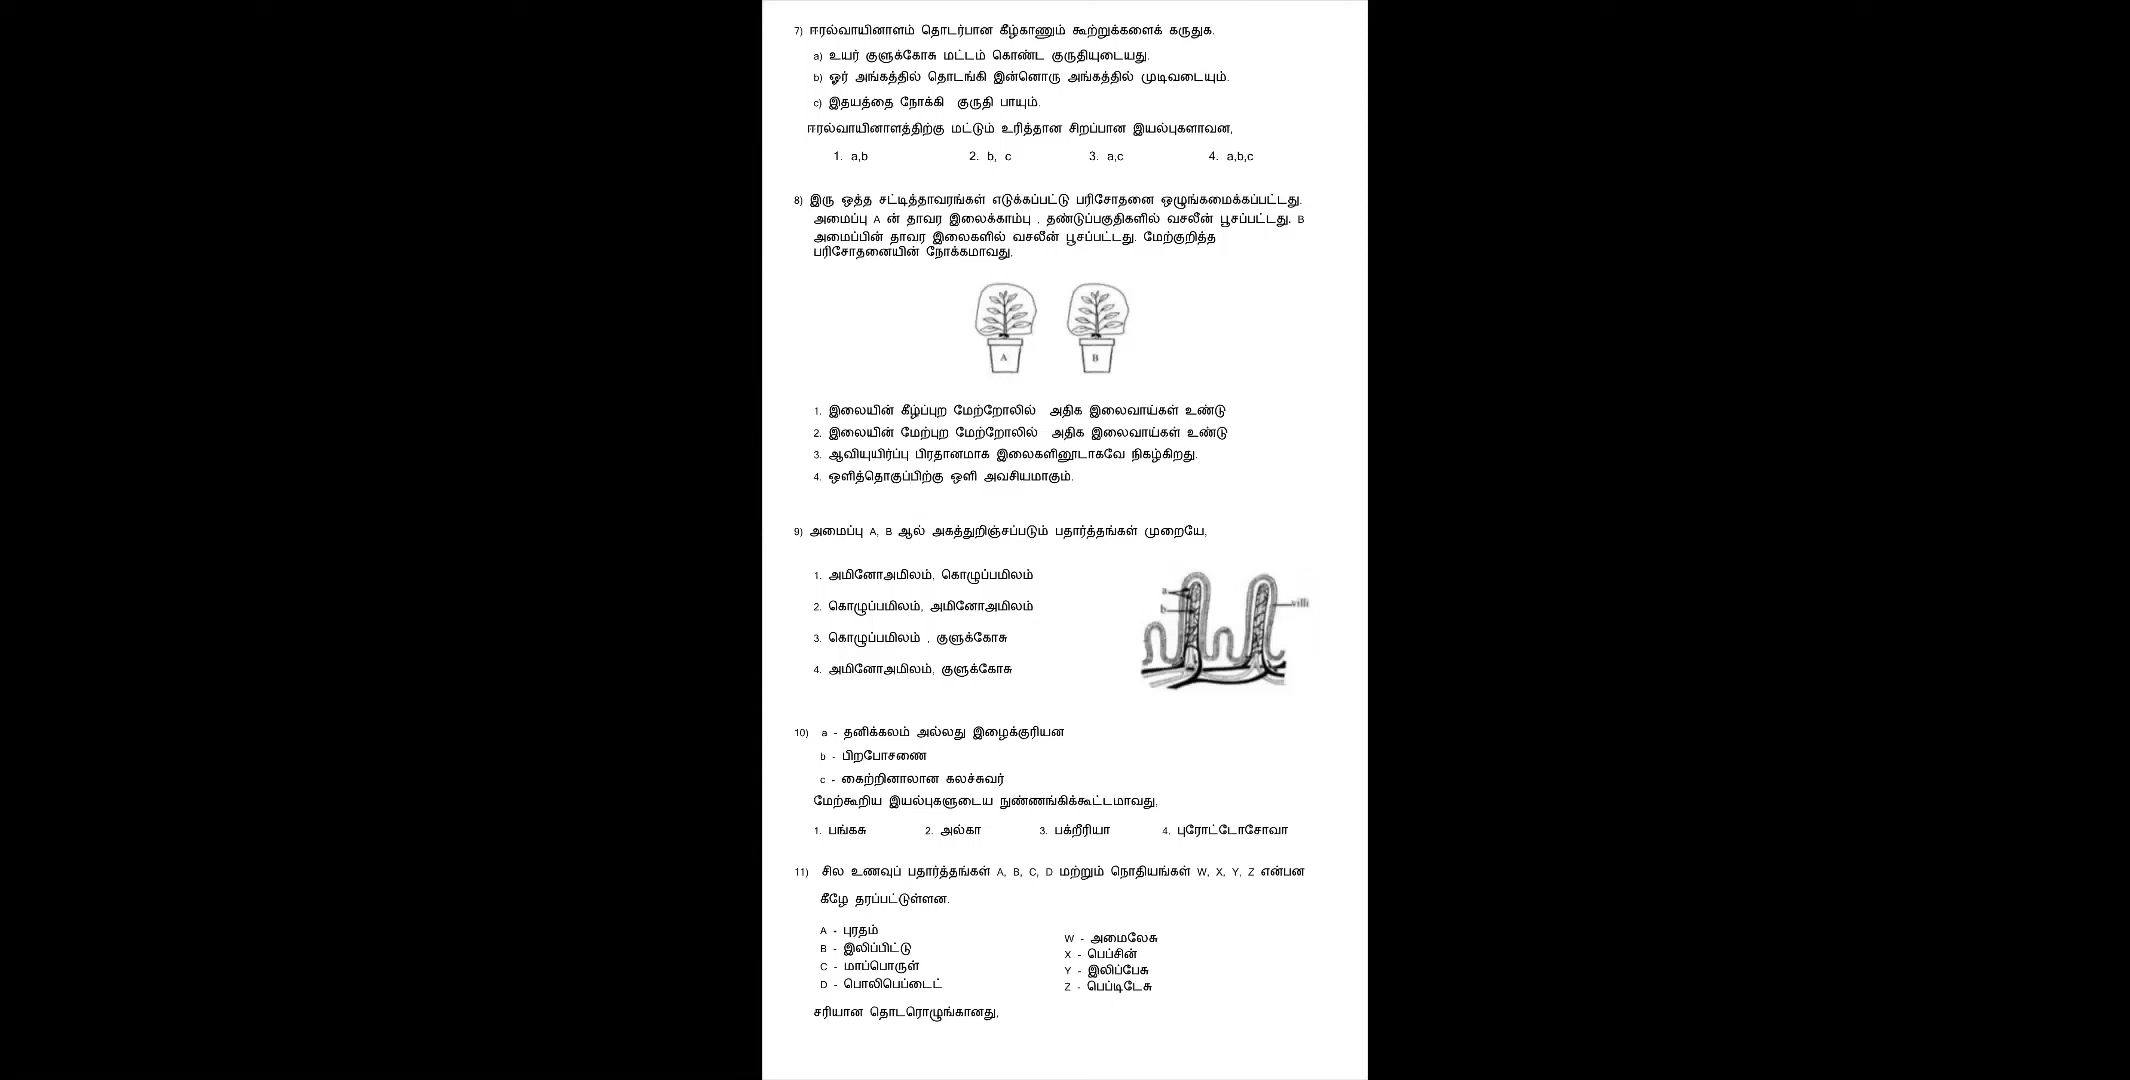 7) ஈரல்வாயினாளம் தொடர்பான கீழ்காணும் கூற்றுக்களைக் கருதுக.
a) உயர் குளுக்கோசு மட்டம் கொண்ட குருதியுடையது.
b) ஓர் அங்கத்தில் தொடங்கி இன்னொரு அங்கத்தில் முடிவடையும்.
c) இதயத்தை நோக்கி குருதி பாயும்.
ஈரல்வாயினாளத்திற்கு மட்டும் உரித்தான சிறப்பான இயல்புகளாவன,
1. a,b 2. b, c 3. a,c 4. a,b,c
8) இரு ஒத்த சட்டித்தாவரங்கள் எடுக்கப்பட்டு பரிசோதனை ஒழுங்கமைக்கப்பட்டது.
அமைப்பு A ன் தாவர இலைக்காம்பு , தண்டுப்பகுதிகளில் வசலீன் பூசப்பட்டது. B
அமைப்பின் தாவர இலைகளில் வசலீன் பூசப்பட்டது. மேற்குறித்த
பரிசோதனையின் நோக்கமாவது,
A B
1. இலையின் கீழ்ப்புற மேற்றோலில் அதிக இலைவாய்கள் உண்டு
2. இலையின் மேற்புற மேற்றோலில் அதிக இலைவாய்கள் உண்டு
3. ஆவியுயிர்ப்பு பிரதானமாக இலைகளினூடாகவே நிகழ்கிறது.
4. ஒளித்தொகுப்பிற்கு ஒளி அவசியமாகும்.
9) அமைப்பு A, B ஆல் அகத்துறிஞ்சப்படும் பதார்த்தங்கள் முறையே,
1. அமினோஅமிலம், கொழுப்பமிலம்
2. கொழுப்பமிலம், அமினோஅமிலம்
3. கொழுப்பமிலம் , குளுக்கோசு
4. அமினோஅமிலம், குளுக்கோசு
a
b
villi
10) a - தனிக்கலம் அல்லது இழைக்குரியன
b - பிறபோசணை
c - கைற்றினாலான கலச்சுவர்
மேற்கூறிய இயல்புகளுடைய நுண்ணங்கிக்கூட்டமாவது,
1. பங்கசு 2. அல்கா 3. பக்றீரியா 4. புரோட்டோசோவா
11) சில உணவுப் பதார்த்தங்கள் A, B, C, D மற்றும் நொதியங்கள் W, X, Y, Z என்பன
கீழே தரப்பட்டுள்ளன.
A - புரதம்
B - இலிப்பிட்டு
C - மாப்பொருள்
D - பொலிபெப்டைட்
W - அமைலேசு
X - பெப்சின்
Y - இலிப்பேசு
Z - பெப்டிடேசு
சரியான தொடரொழுங்கானது,